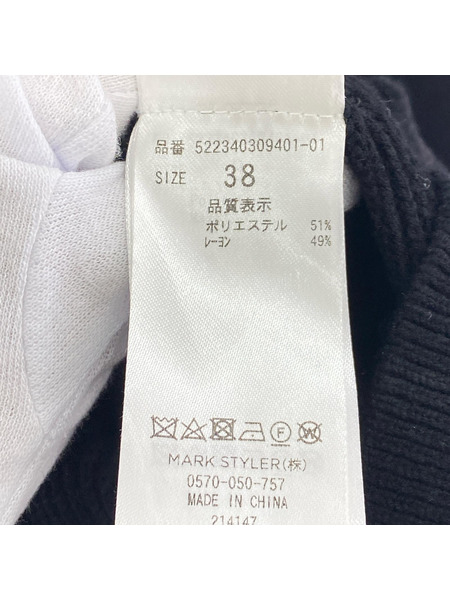 品番 522340309401-01
SIZE 38
品質表示
ポリエステル 51%
レーヨン 49%
MARK STYLER(株)
0570-050-757
MADE IN CHINA
214147